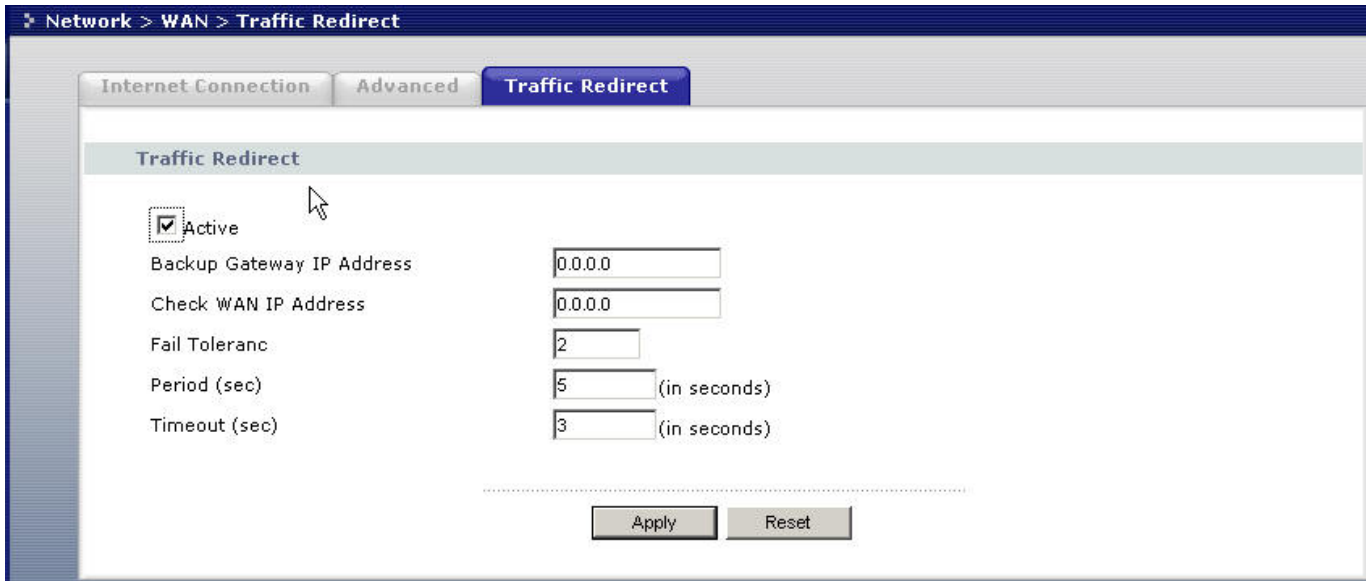 Network > WAN > Traffic Redirect
Internet Connection Advanced Traffic Redirect
Traffic Redirect
Active
Backup Gateway IP Address 0.0.0.0
Check WAN IP Address 0.0.0.0
Fail Toleranc 2
Period (sec) 5 (in seconds)
Timeout (sec) 3 (in seconds)
Apply Reset